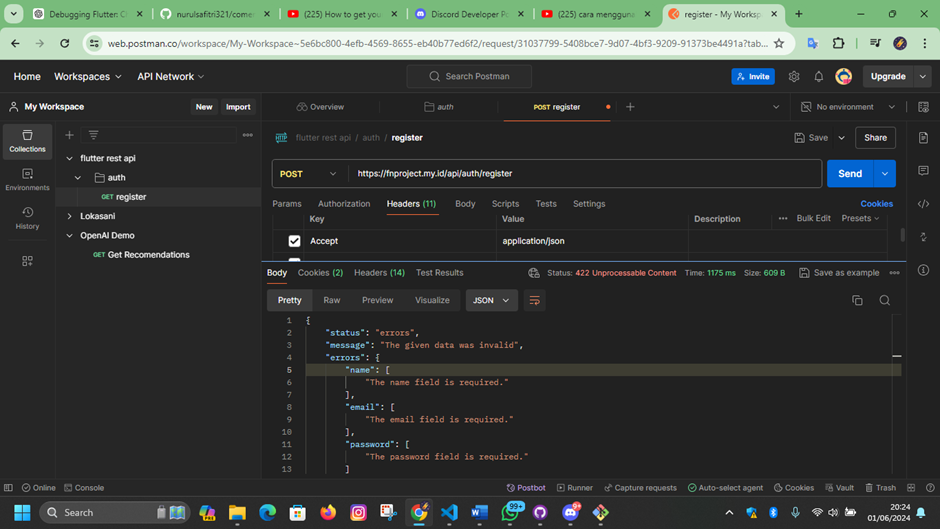 Debugging Flutter: C
nurulsafitri321/comer
(225) How to get your
Discord Developer Po
(225) cara mengguna
register - My Worksp
web.postman.co/workspace/My-Workspace~5e6bc800-4efb-4569-8655-eb40b77ed6f2/request/31037799-5408bce7-9d07-4bf3-9209-91373be4491a?tab...
Home Workspaces API Network Search Postman Invite Upgrade
My Workspace New Import Overview auth POST register No environment
Collections
Environments
History
flutter rest api
auth
GET register
Lokasani
OpenAI Demo
GET Get Recomendations
HTTP flutter rest api / auth / register Save Share
POST https://fnproject.my.id/api/auth/register Send
Params Authorization Headers (11) Body Scripts Tests Settings Cookies
Key Value Description Bulk Edit Presets
Accept application/json
Body Cookies (2) Headers (14) Test Results Status: 422 Unprocessable Content Time: 1175 ms Size: 609 B Save as example
Pretty Raw Preview Visualize JSON
1 {
2 "status": "errors",
3 "message": "The given data was invalid",
4 "errors": {
5 "name": [
6 "The name field is required."
7 ],
8 "email": [
9 "The email field is required."
10 ],
11 "password": [
12 "The password field is required."
13 ]
Online Console Postbot Runner Capture requests Auto-select agent Cookies Vault Trash
Search 99+ 9+ 20:24
01/06/2024